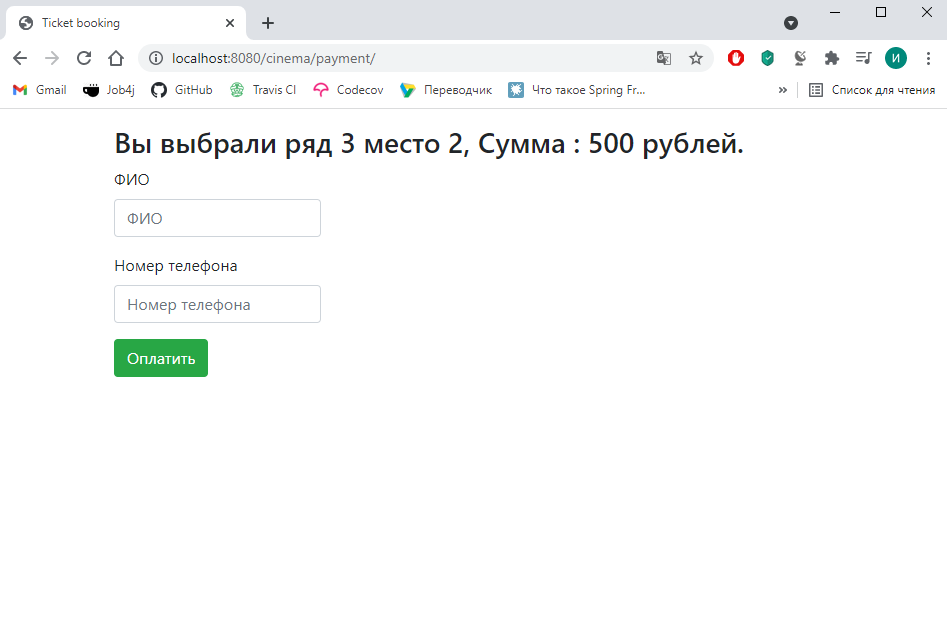 Ticket booking
localhost:8080/cinema/payment/
И
Gmail Job4j GitHub Travis CI Codecov Переводчик Что такое Spring Fr... » Список для чтения
Вы выбрали ряд 3 место 2, Сумма : 500 рублей.
ФИО
ФИО
Номер телефона
Номер телефона
Оплатить